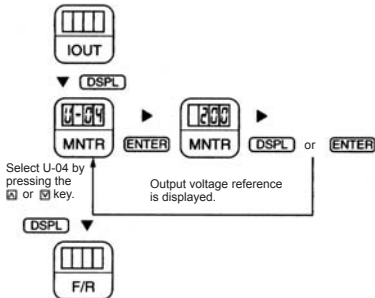 IOUT
▼ DSPL
U-04 ▶ 200 ▶
MNTR ENTER MNTR DSPL or ENTER
Select U-04 by
pressing the
∧ or ∨ key.
Output voltage reference
is displayed.
DSPL ▼
F/R